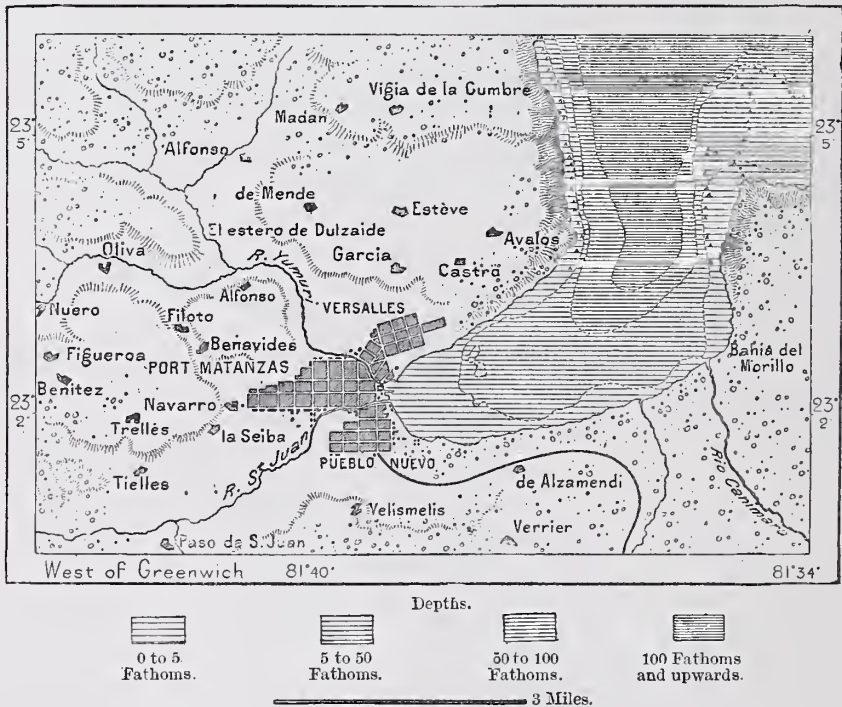 Vigia de la Cumbre
Madan
23°
5'
23°
5'
Alfonso
de Mende
Estève
El estero de Dulzaide
Avalos
Garcia
Castra
Oliva
R. Yumuri
Alfonso
VERSALLES
Nuero
Filoto
Benavides
Figueroa
PORT MATANZAS
Bahia del
Morillo
Benitez
23°
2'
Navarro
23°
2'
Trellès
la Seiba
R. St. Juan
PUEBLO NUEVO
Tielles
de Alzamendi
Rio Canimar
Velismelis
Verrier
Paso de S. Juan
West of Greenwich
81°40'
81°34'
Depths.
0 to 5
Fathoms.
5 to 50
Fathoms.
50 to 100
Fathoms.
100 Fathoms
and upwards.
3 Miles.